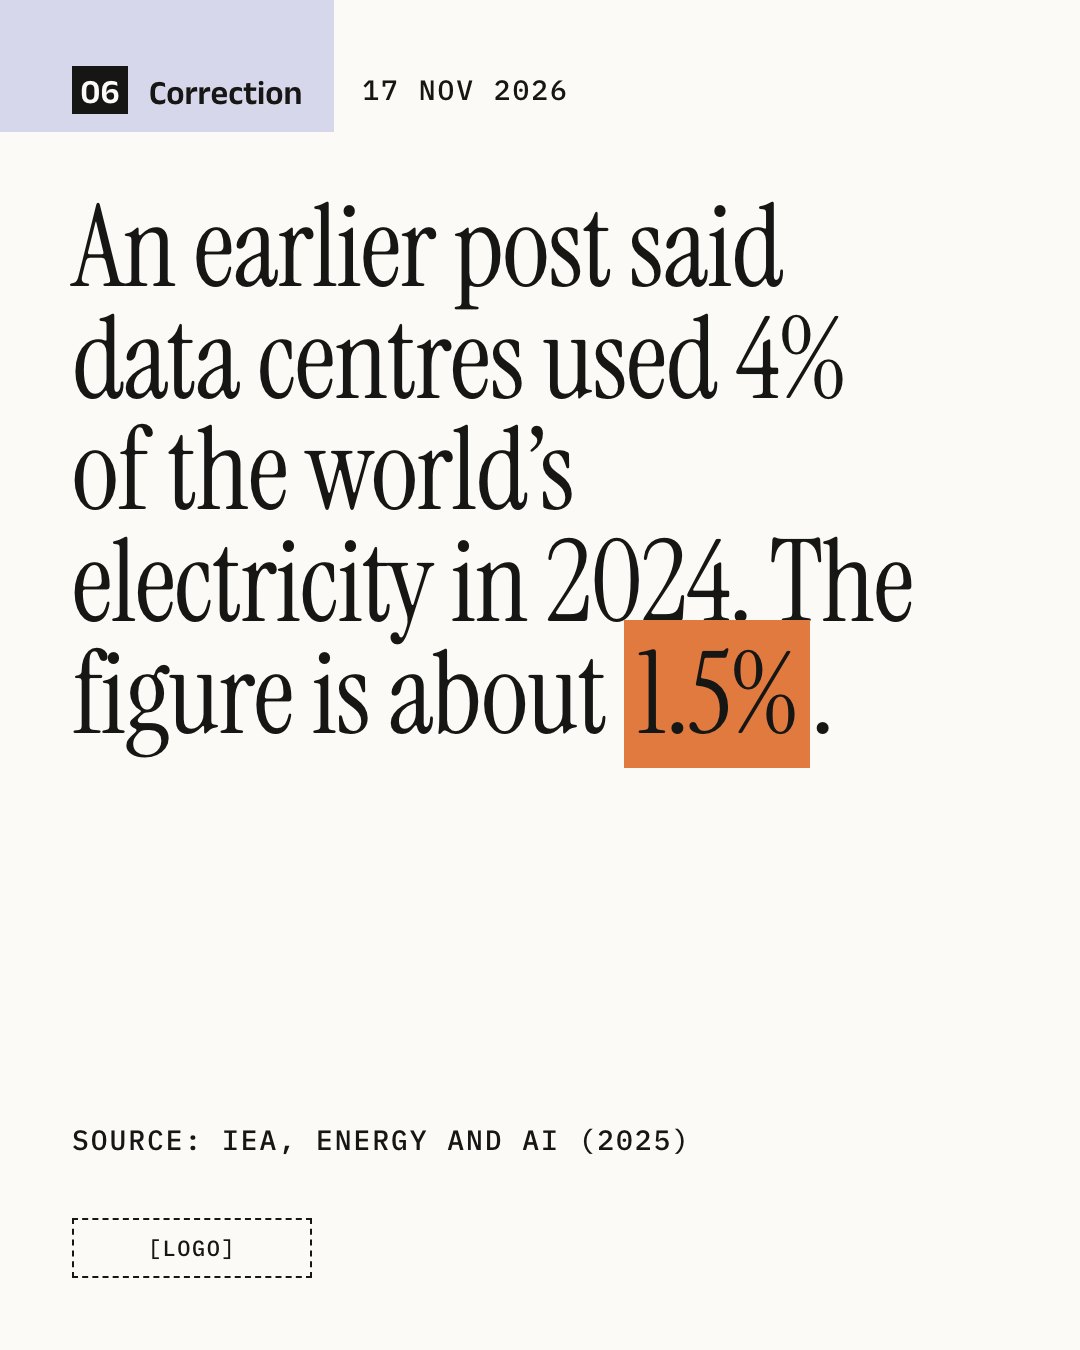 06 Correction 17 NOV 2026
An earlier post said
data centres used 4%
of the world’s
electricity in 2024. The
figure is about 1.5%.
SOURCE: IEA, ENERGY AND AI (2025)
[LOGO]